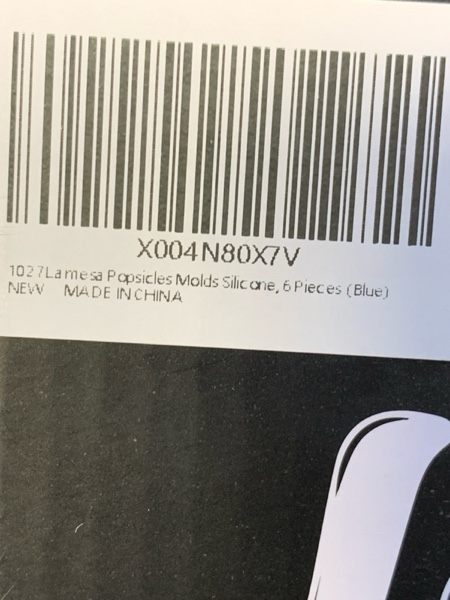 X004N80X7V
1027Lamesa Popsicles Molds Silicone, 6 Pieces (Blue)
NEW MADE IN CHINA